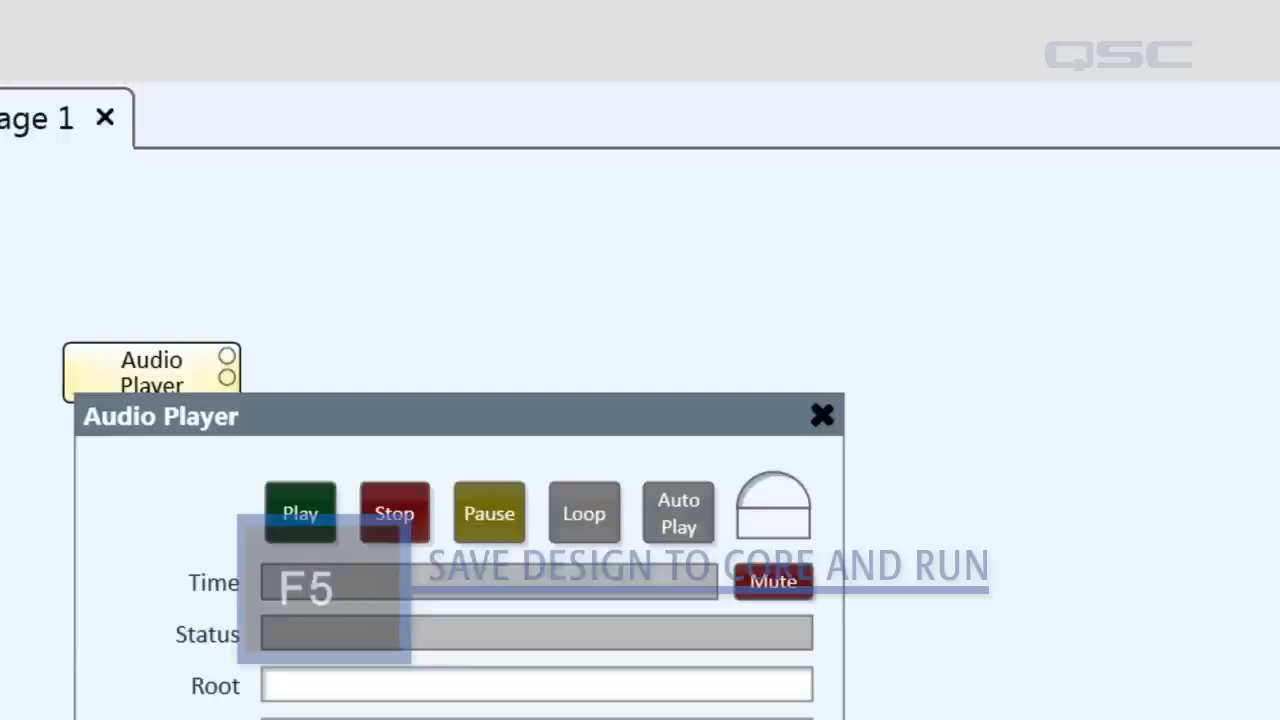 QSC
age 1
Audio
Player
Audio Player
Play
Stop
Pause
Loop
Auto
Play
F5
SAVE DESIGN TO CORE AND RUN
Time
Mute
Status
Root